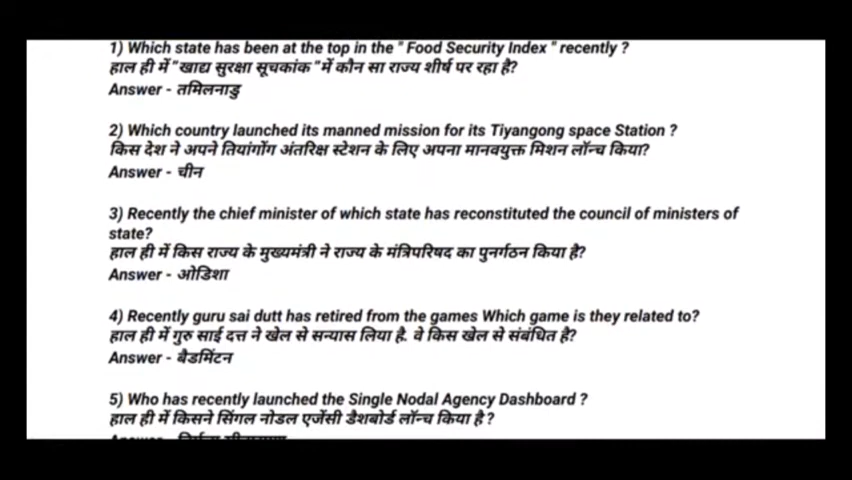 1) Which state has been at the top in the " Food Security Index " recently ?
हाल ही में "खाद्य सुरक्षा सूचकांक "में कौन सा राज्य शीर्ष पर रहा है?
Answer - तमिलनाडु
2) Which country launched its manned mission for its Tiyangong space Station ?
किस देश ने अपने तियांगोंग अंतरिक्ष स्टेशन के लिए अपना मानवयुक्त मिशन लॉन्च किया?
Answer - चीन
3) Recently the chief minister of which state has reconstituted the council of ministers of
state?
हाल ही में किस राज्य के मुख्यमंत्री ने राज्य के मंत्रिपरिषद का पुनर्गठन किया है?
Answer - ओडिशा
4) Recently guru sai dutt has retired from the games Which game is they related to?
हाल ही में गुरु साई दत्त ने खेल से सन्यास लिया है. वे किस खेल से संबंधित है?
Answer - बैडमिंटन
5) Who has recently launched the Single Nodal Agency Dashboard ?
हाल ही में किसने सिंगल नोडल एजेंसी डैशबोर्ड लॉन्च किया है ?